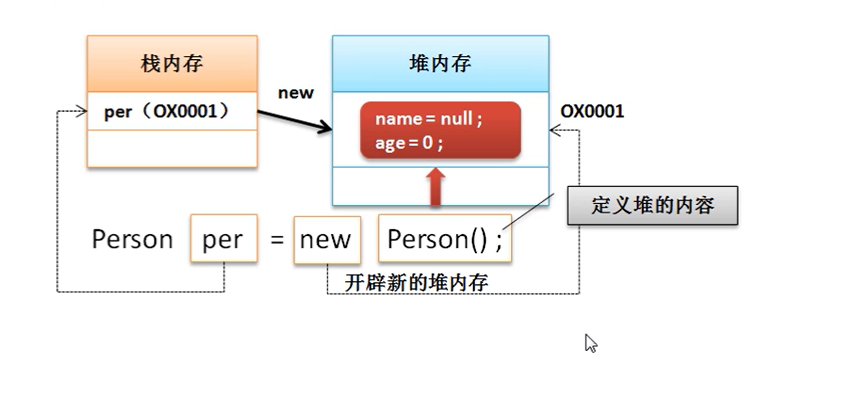 栈内存
堆内存
per（OX0001）
new
name = null ;
age = 0 ;
OX0001
定义堆的内容
Person per = new Person() ;
开辟新的堆内存